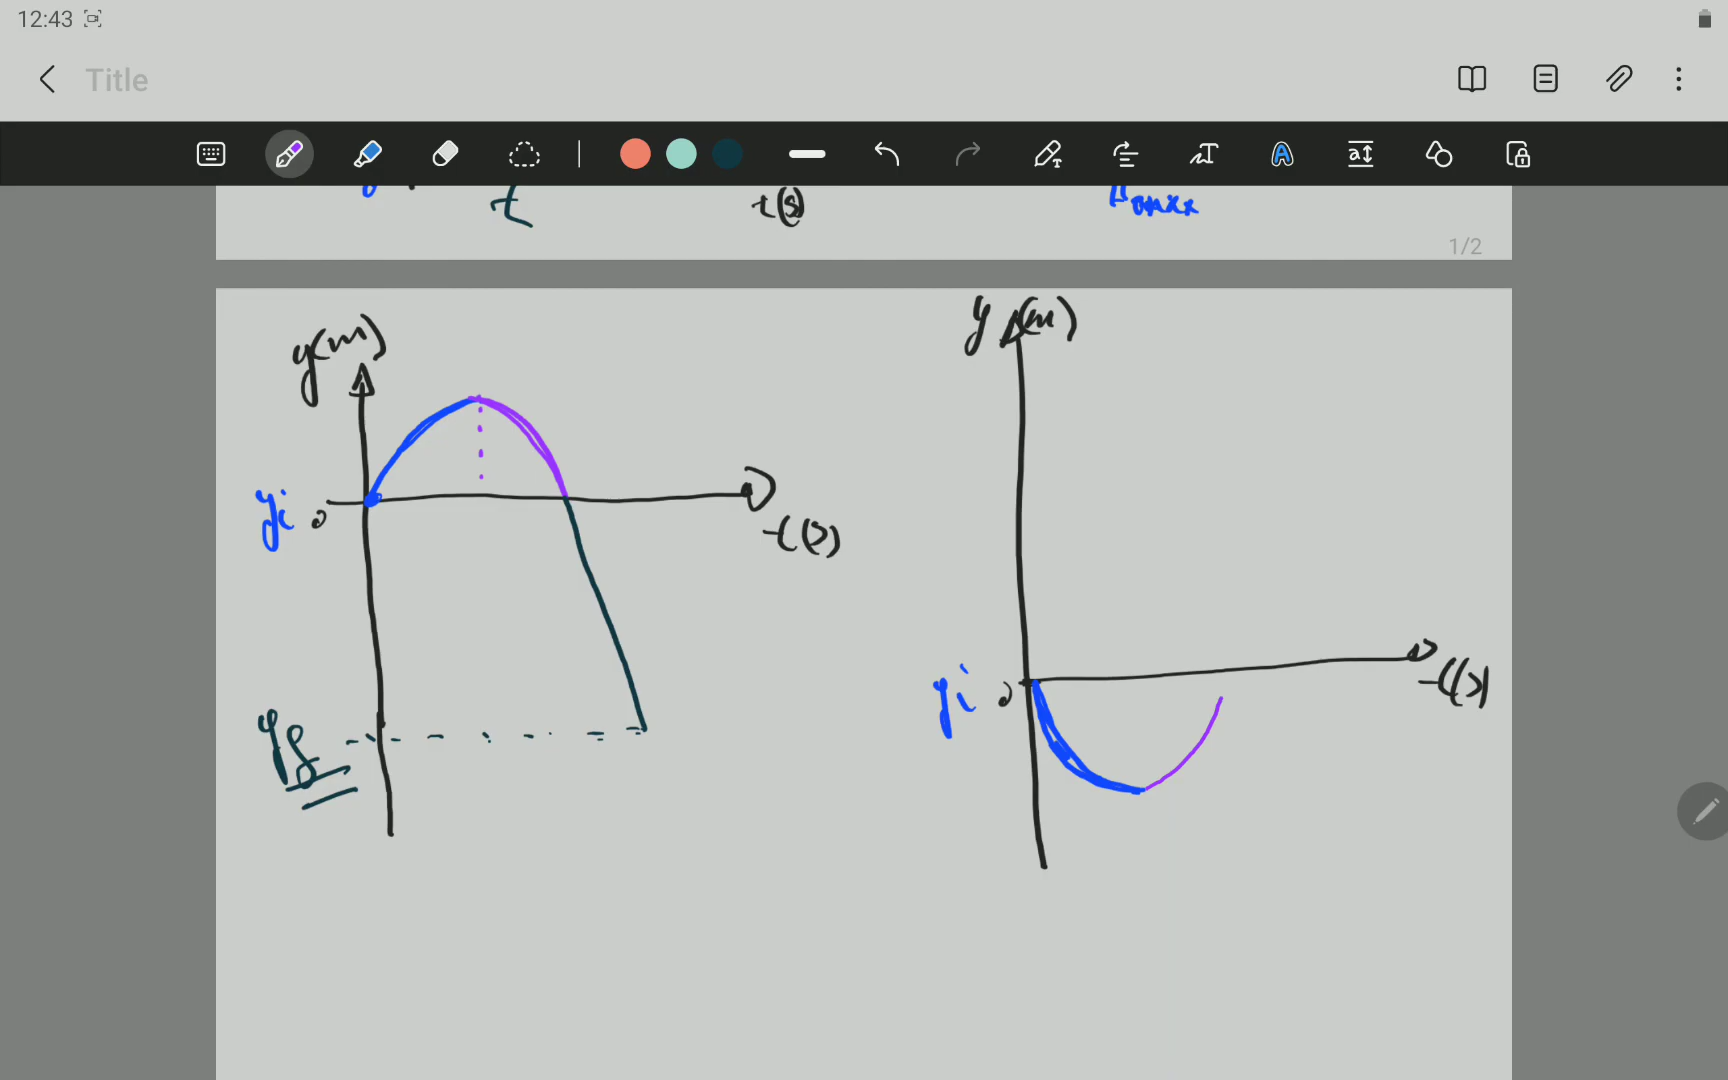 12:43
Title
t
t(s)
1/2
y(m)
yi
0
t(s)
yf
y (m)
yi
0
t(s)